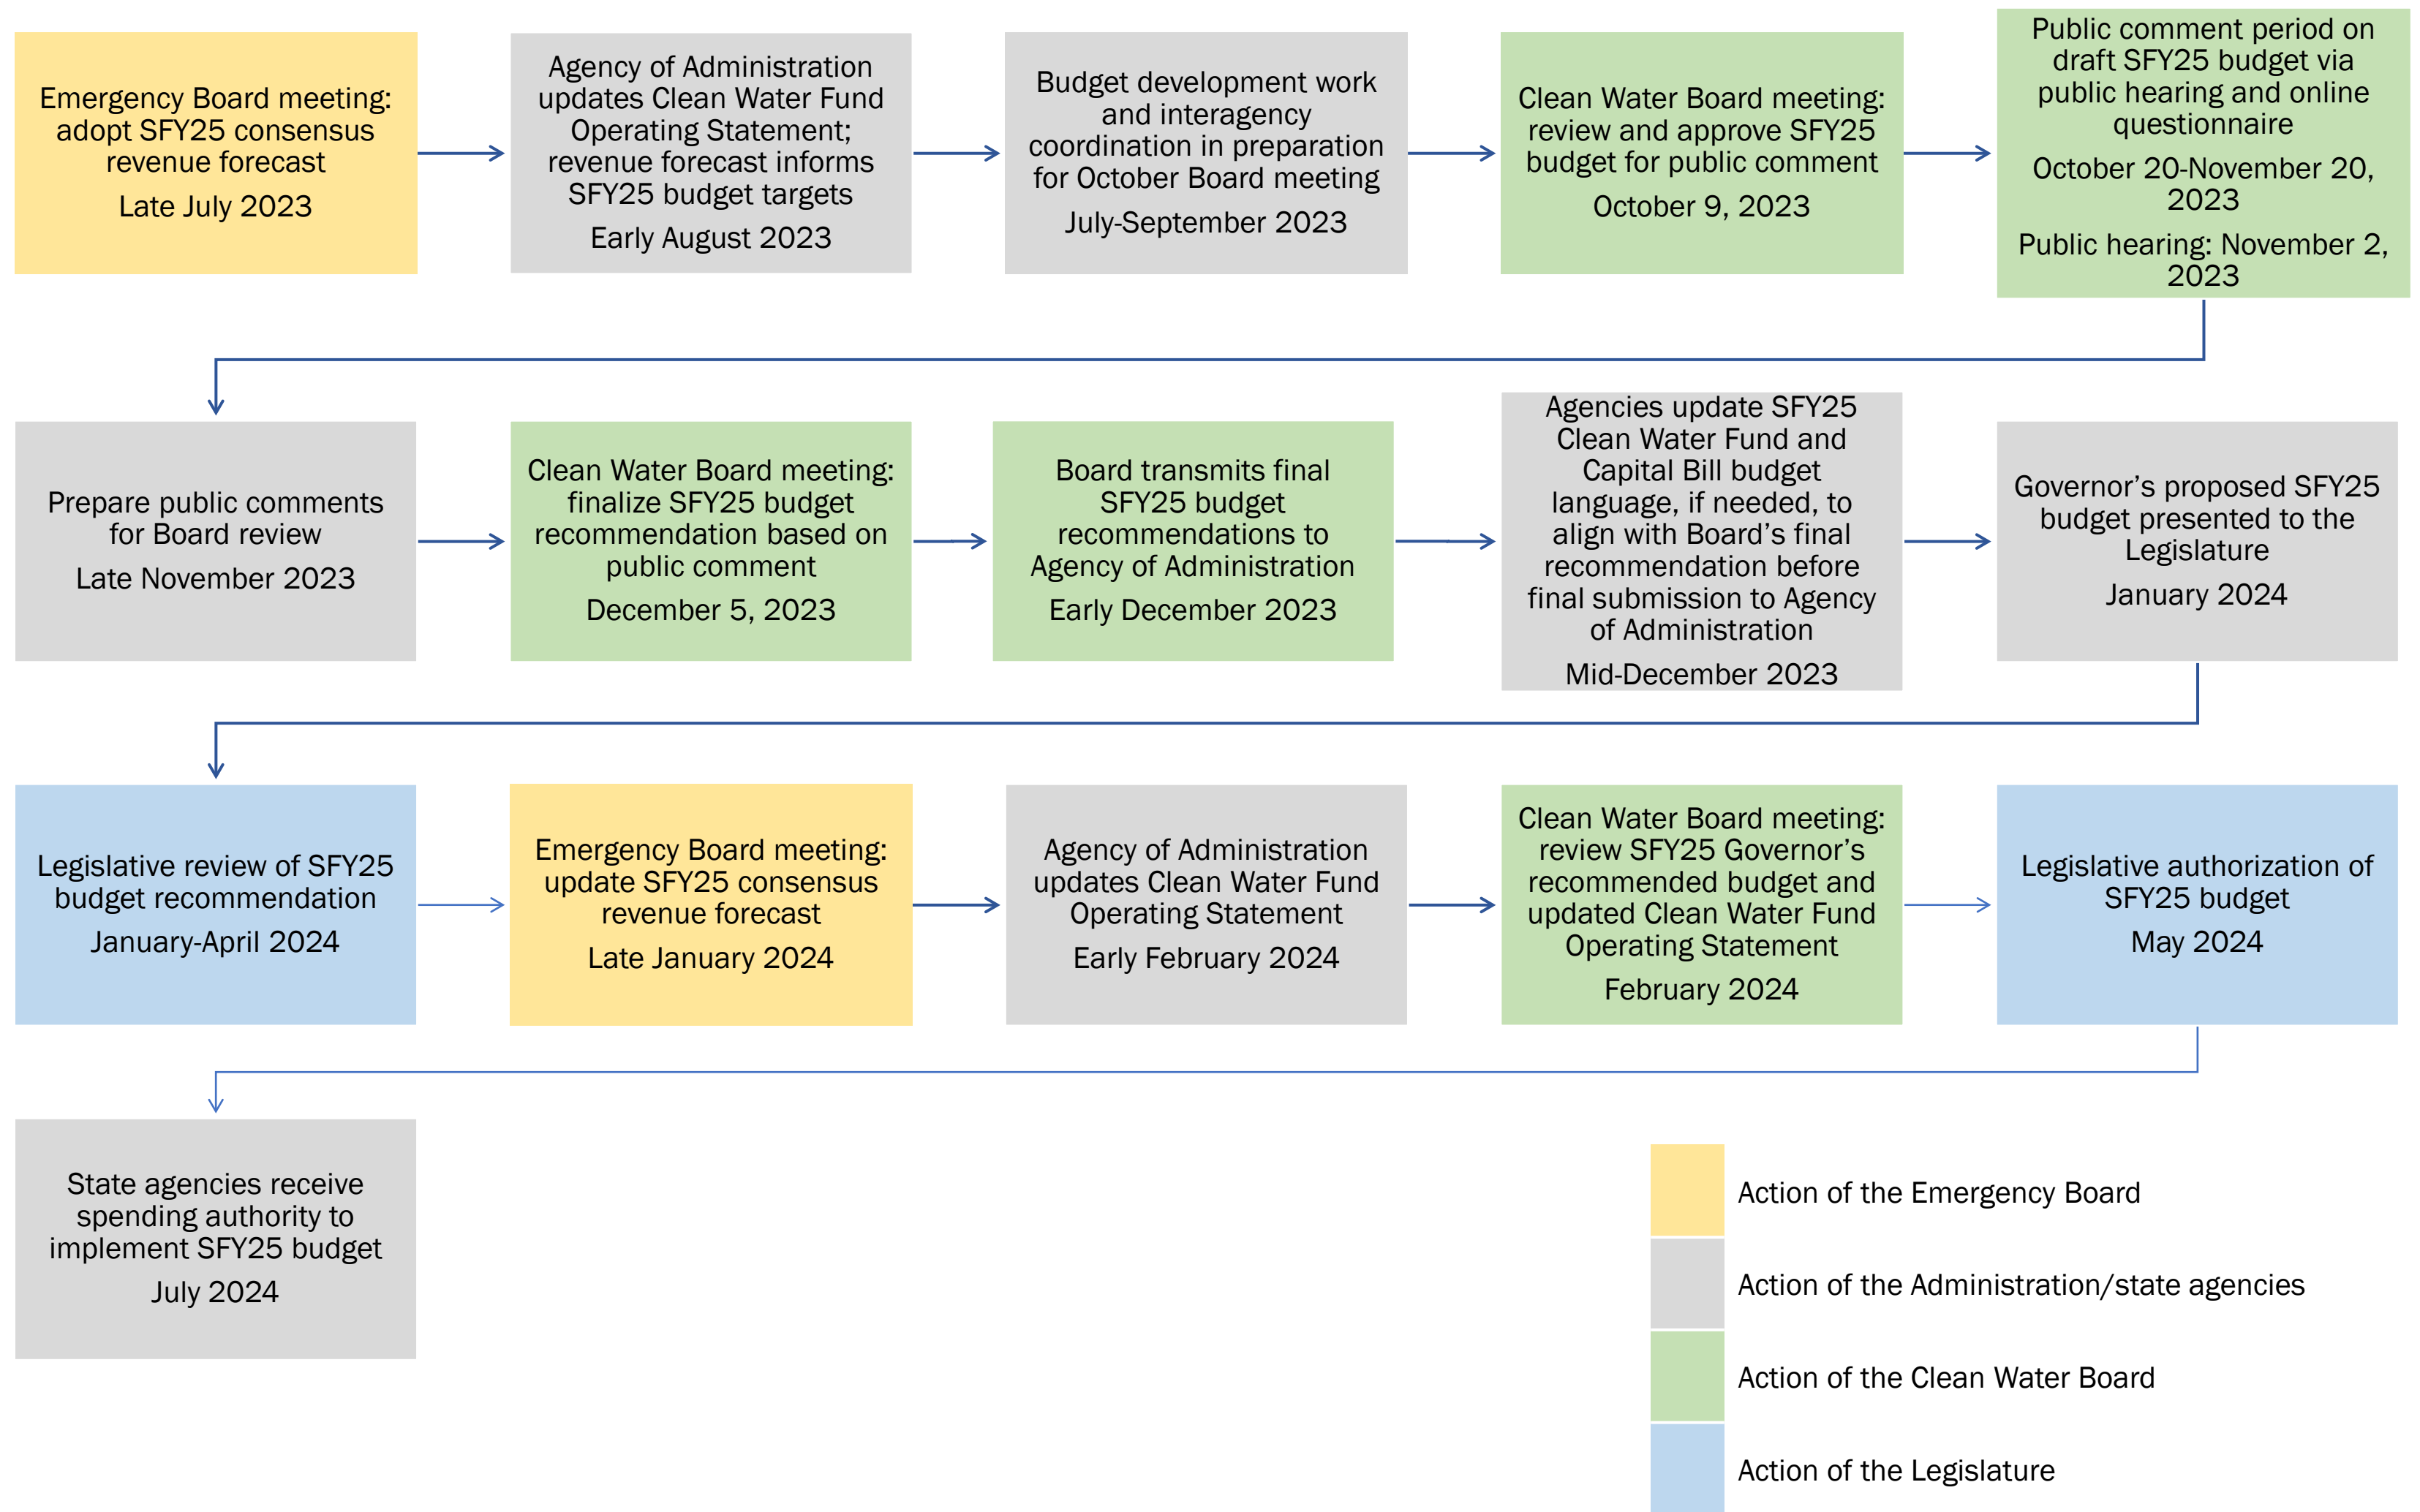 Emergency Board meeting:
adopt SFY25 consensus
revenue forecast
Late July 2023
Agency of Administration
updates Clean Water Fund
Operating Statement;
revenue forecast informs
SFY25 budget targets
Early August 2023
Budget development work
and interagency
coordination in preparation
for October Board meeting
July-September 2023
Clean Water Board meeting:
review and approve SFY25
budget for public comment
October 9, 2023
Public comment period on
draft SFY25 budget via
public hearing and online
questionnaire
October 20-November 20,
2023
Public hearing: November 2,
2023
Prepare public comments
for Board review
Late November 2023
Clean Water Board meeting:
finalize SFY25 budget
recommendation based on
public comment
December 5, 2023
Board transmits final
SFY25 budget
recommendations to
Agency of Administration
Early December 2023
Agencies update SFY25
Clean Water Fund and
Capital Bill budget
language, if needed, to
align with Board’s final
recommendation before
final submission to Agency
of Administration
Mid-December 2023
Governor’s proposed SFY25
budget presented to the
Legislature
January 2024
Legislative review of SFY25
budget recommendation
January-April 2024
Emergency Board meeting:
update SFY25 consensus
revenue forecast
Late January 2024
Agency of Administration
updates Clean Water Fund
Operating Statement
Early February 2024
Clean Water Board meeting:
review SFY25 Governor’s
recommended budget and
updated Clean Water Fund
Operating Statement
February 2024
Legislative authorization of
SFY25 budget
May 2024
State agencies receive
spending authority to
implement SFY25 budget
July 2024
Action of the Emergency Board
Action of the Administration/state agencies
Action of the Clean Water Board
Action of the Legislature